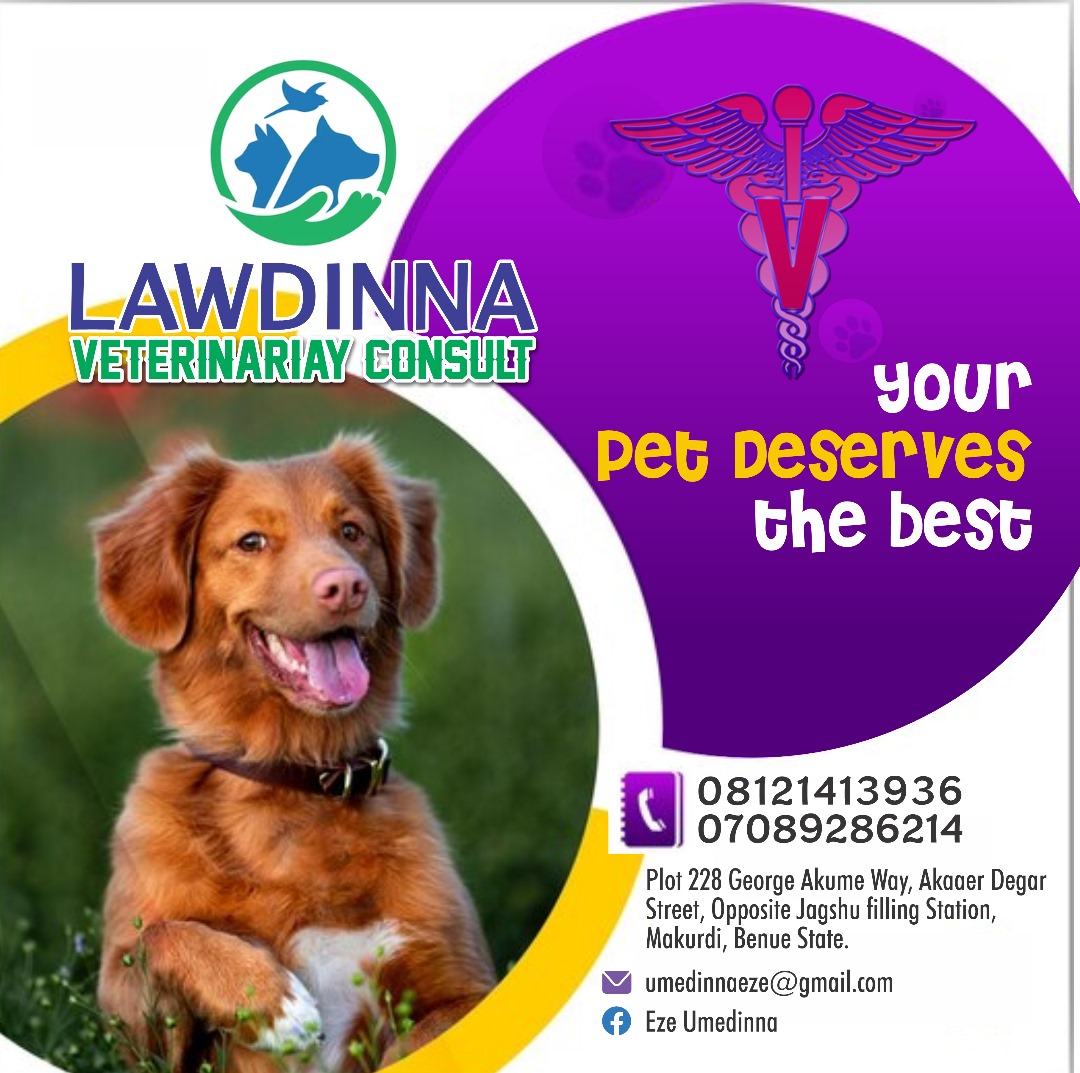 LAWDINNA
VETERINARIAY CONSULT
V
your
pet Deserves
the best
08121413936
07089286214
Plot 228 George Akume Way, Akaaer Degar
Street, Opposite Jagshu filling Station,
Makurdi, Benue State.
umedinnaeze@gmail.com
f Eze Umedinna